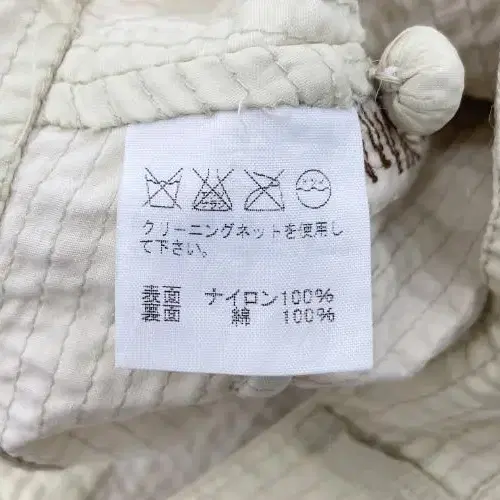 クリーニングネットを使用し
て下さい。
表面 ナイロン100%
裏面 綿 100%